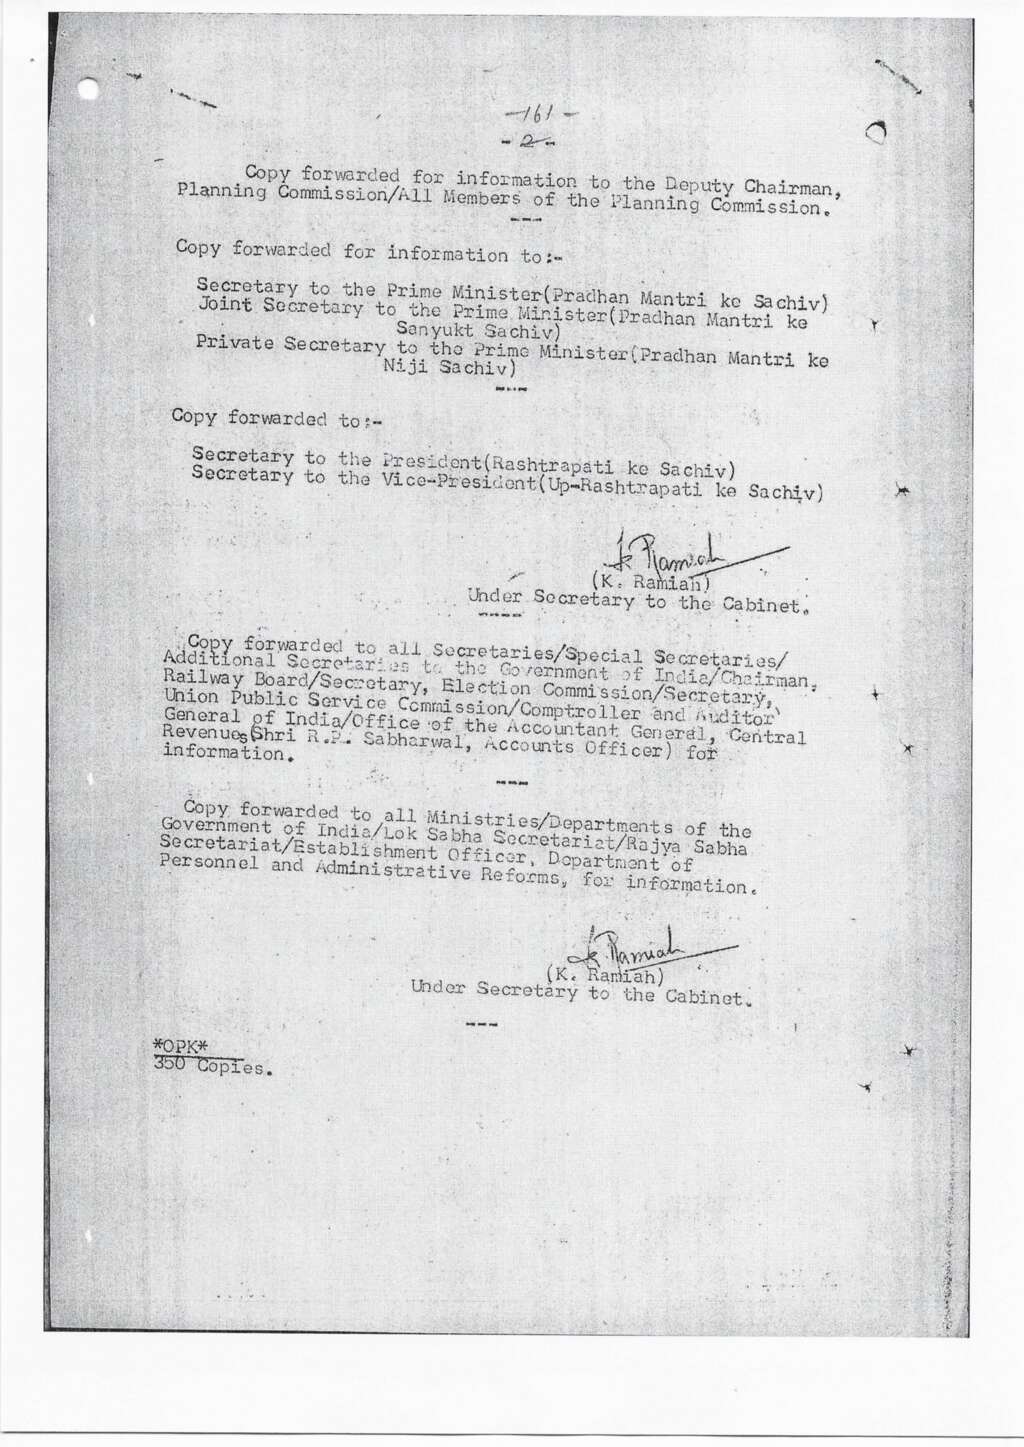 -161-
-2-
Copy forwarded for information to the Deputy Chairman,
Planning Commission/All Members of the Planning Commission.
---
Copy forwarded for information to:-
Secretary to the Prime Minister(Pradhan Mantri ke Sachiv)
Joint Secretary to the Prime Minister(Pradhan Mantri ke
Sanyukt Sachiv)
Private Secretary to the Prime Minister(Pradhan Mantri ke
Niji Sachiv)
---
Copy forwarded to:-
Secretary to the President(Rashtrapati ke Sachiv)
Secretary to the Vice-President(Up-Rashtrapati ke Sachiv)
K Ramiah
(K. Ramiah)
Under Secretary to the Cabinet.
----
Copy forwarded to all Secretaries/Special Secretaries/
Additional Secretaries to the Government of India/Chairman,
Railway Board/Secretary, Election Commission/Secretary,
Union Public Service Commission/Comptroller and Auditor
General of India/Office of the Accountant General, Central
Revenues(Shri R.P. Sabharwal, Accounts Officer) for
information.
---
Copy forwarded to all Ministries/Departments of the
Government of India/Lok Sabha Secretariat/Rajya Sabha
Secretariat/Establishment Officer, Department of
Personnel and Administrative Reforms, for information.
K Ramiah
(K. Ramiah)
Under Secretary to the Cabinet.
---
*OPK*
350 Copies.